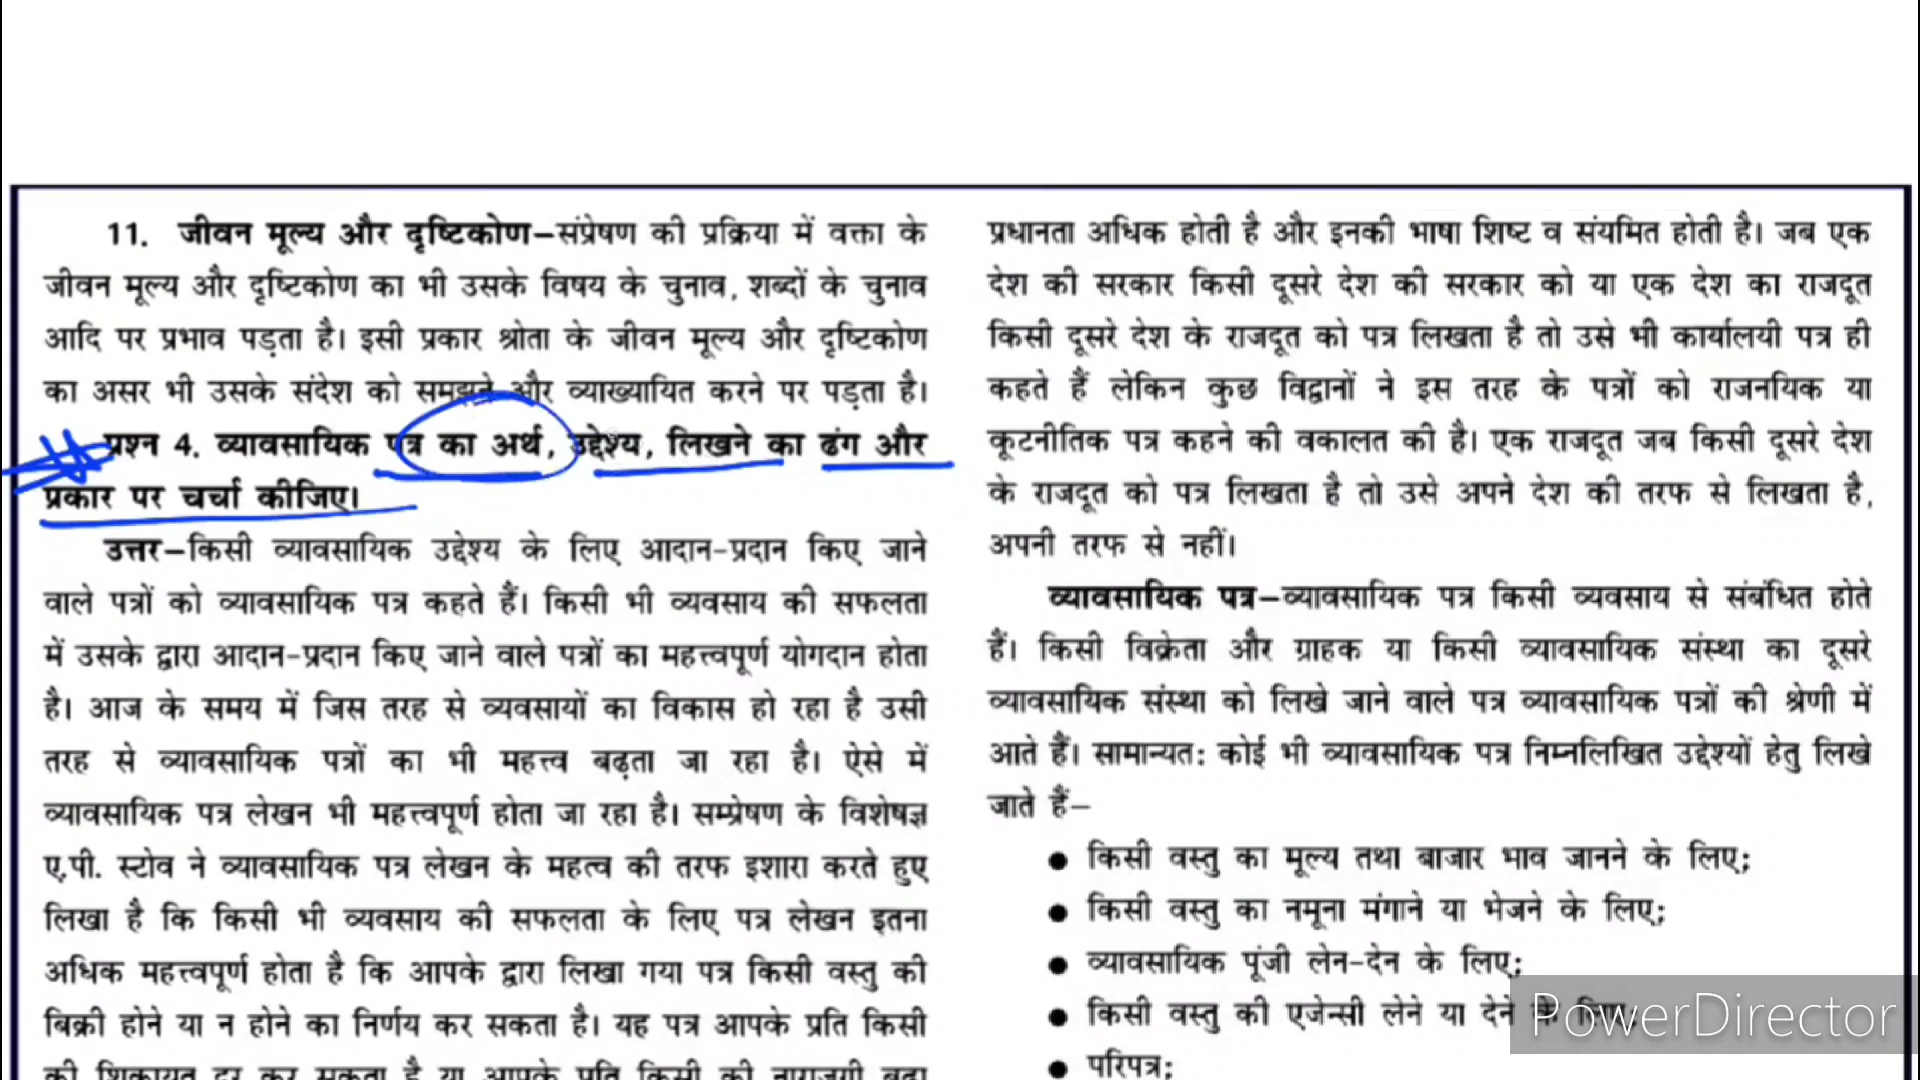 11. जीवन मूल्य और दृष्टिकोण–संप्रेषण की प्रक्रिया में वक्ता के
जीवन मूल्य और दृष्टिकोण का भी उसके विषय के चुनाव, शब्दों के चुनाव
आदि पर प्रभाव पड़ता है। इसी प्रकार श्रोता के जीवन मूल्य और दृष्टिकोण
का असर भी उसके संदेश को समझने और व्याख्यायित करने पर पड़ता है।
प्रश्न 4. व्यावसायिक पत्र का अर्थ, उद्देश्य, लिखने का ढंग और
प्रकार पर चर्चा कीजिए।
उत्तर–किसी व्यावसायिक उद्देश्य के लिए आदान-प्रदान किए जाने
वाले पत्रों को व्यावसायिक पत्र कहते हैं। किसी भी व्यवसाय की सफलता
में उसके द्वारा आदान-प्रदान किए जाने वाले पत्रों का महत्त्वपूर्ण योगदान होता
है। आज के समय में जिस तरह से व्यवसायों का विकास हो रहा है उसी
तरह से व्यावसायिक पत्रों का भी महत्त्व बढ़ता जा रहा है। ऐसे में
व्यावसायिक पत्र लेखन भी महत्त्वपूर्ण होता जा रहा है। सम्प्रेषण के विशेषज्ञ
ए.पी. स्टोव ने व्यावसायिक पत्र लेखन के महत्व की तरफ इशारा करते हुए
लिखा है कि किसी भी व्यवसाय की सफलता के लिए पत्र लेखन इतना
अधिक महत्त्वपूर्ण होता है कि आपके द्वारा लिखा गया पत्र किसी वस्तु की
बिक्री होने या न होने का निर्णय कर सकता है। यह पत्र आपके प्रति किसी
की शिकायत दूर कर सकता है या आपके प्रति किसी की नाराजगी बढ़ा
प्रधानता अधिक होती है और इनकी भाषा शिष्ट व संयमित होती है। जब एक
देश की सरकार किसी दूसरे देश की सरकार को या एक देश का राजदूत
किसी दूसरे देश के राजदूत को पत्र लिखता है तो उसे भी कार्यालयी पत्र ही
कहते हैं लेकिन कुछ विद्वानों ने इस तरह के पत्रों को राजनयिक या
कूटनीतिक पत्र कहने की वकालत की है। एक राजदूत जब किसी दूसरे देश
के राजदूत को पत्र लिखता है तो उसे अपने देश की तरफ से लिखता है,
अपनी तरफ से नहीं।
व्यावसायिक पत्र–व्यावसायिक पत्र किसी व्यवसाय से संबंधित होते
हैं। किसी विक्रेता और ग्राहक या किसी व्यावसायिक संस्था का दूसरे
व्यावसायिक संस्था को लिखे जाने वाले पत्र व्यावसायिक पत्रों की श्रेणी में
आते हैं। सामान्यत: कोई भी व्यावसायिक पत्र निम्नलिखित उद्देश्यों हेतु लिखे
जाते हैं–
● किसी वस्तु का मूल्य तथा बाजार भाव जानने के लिए;
● किसी वस्तु का नमूना मंगाने या भेजने के लिए;
● व्यावसायिक पूंजी लेन-देन के लिए;
● किसी वस्तु की एजेन्सी लेने या देने के लिए;
● परिपत्र;
PowerDirector